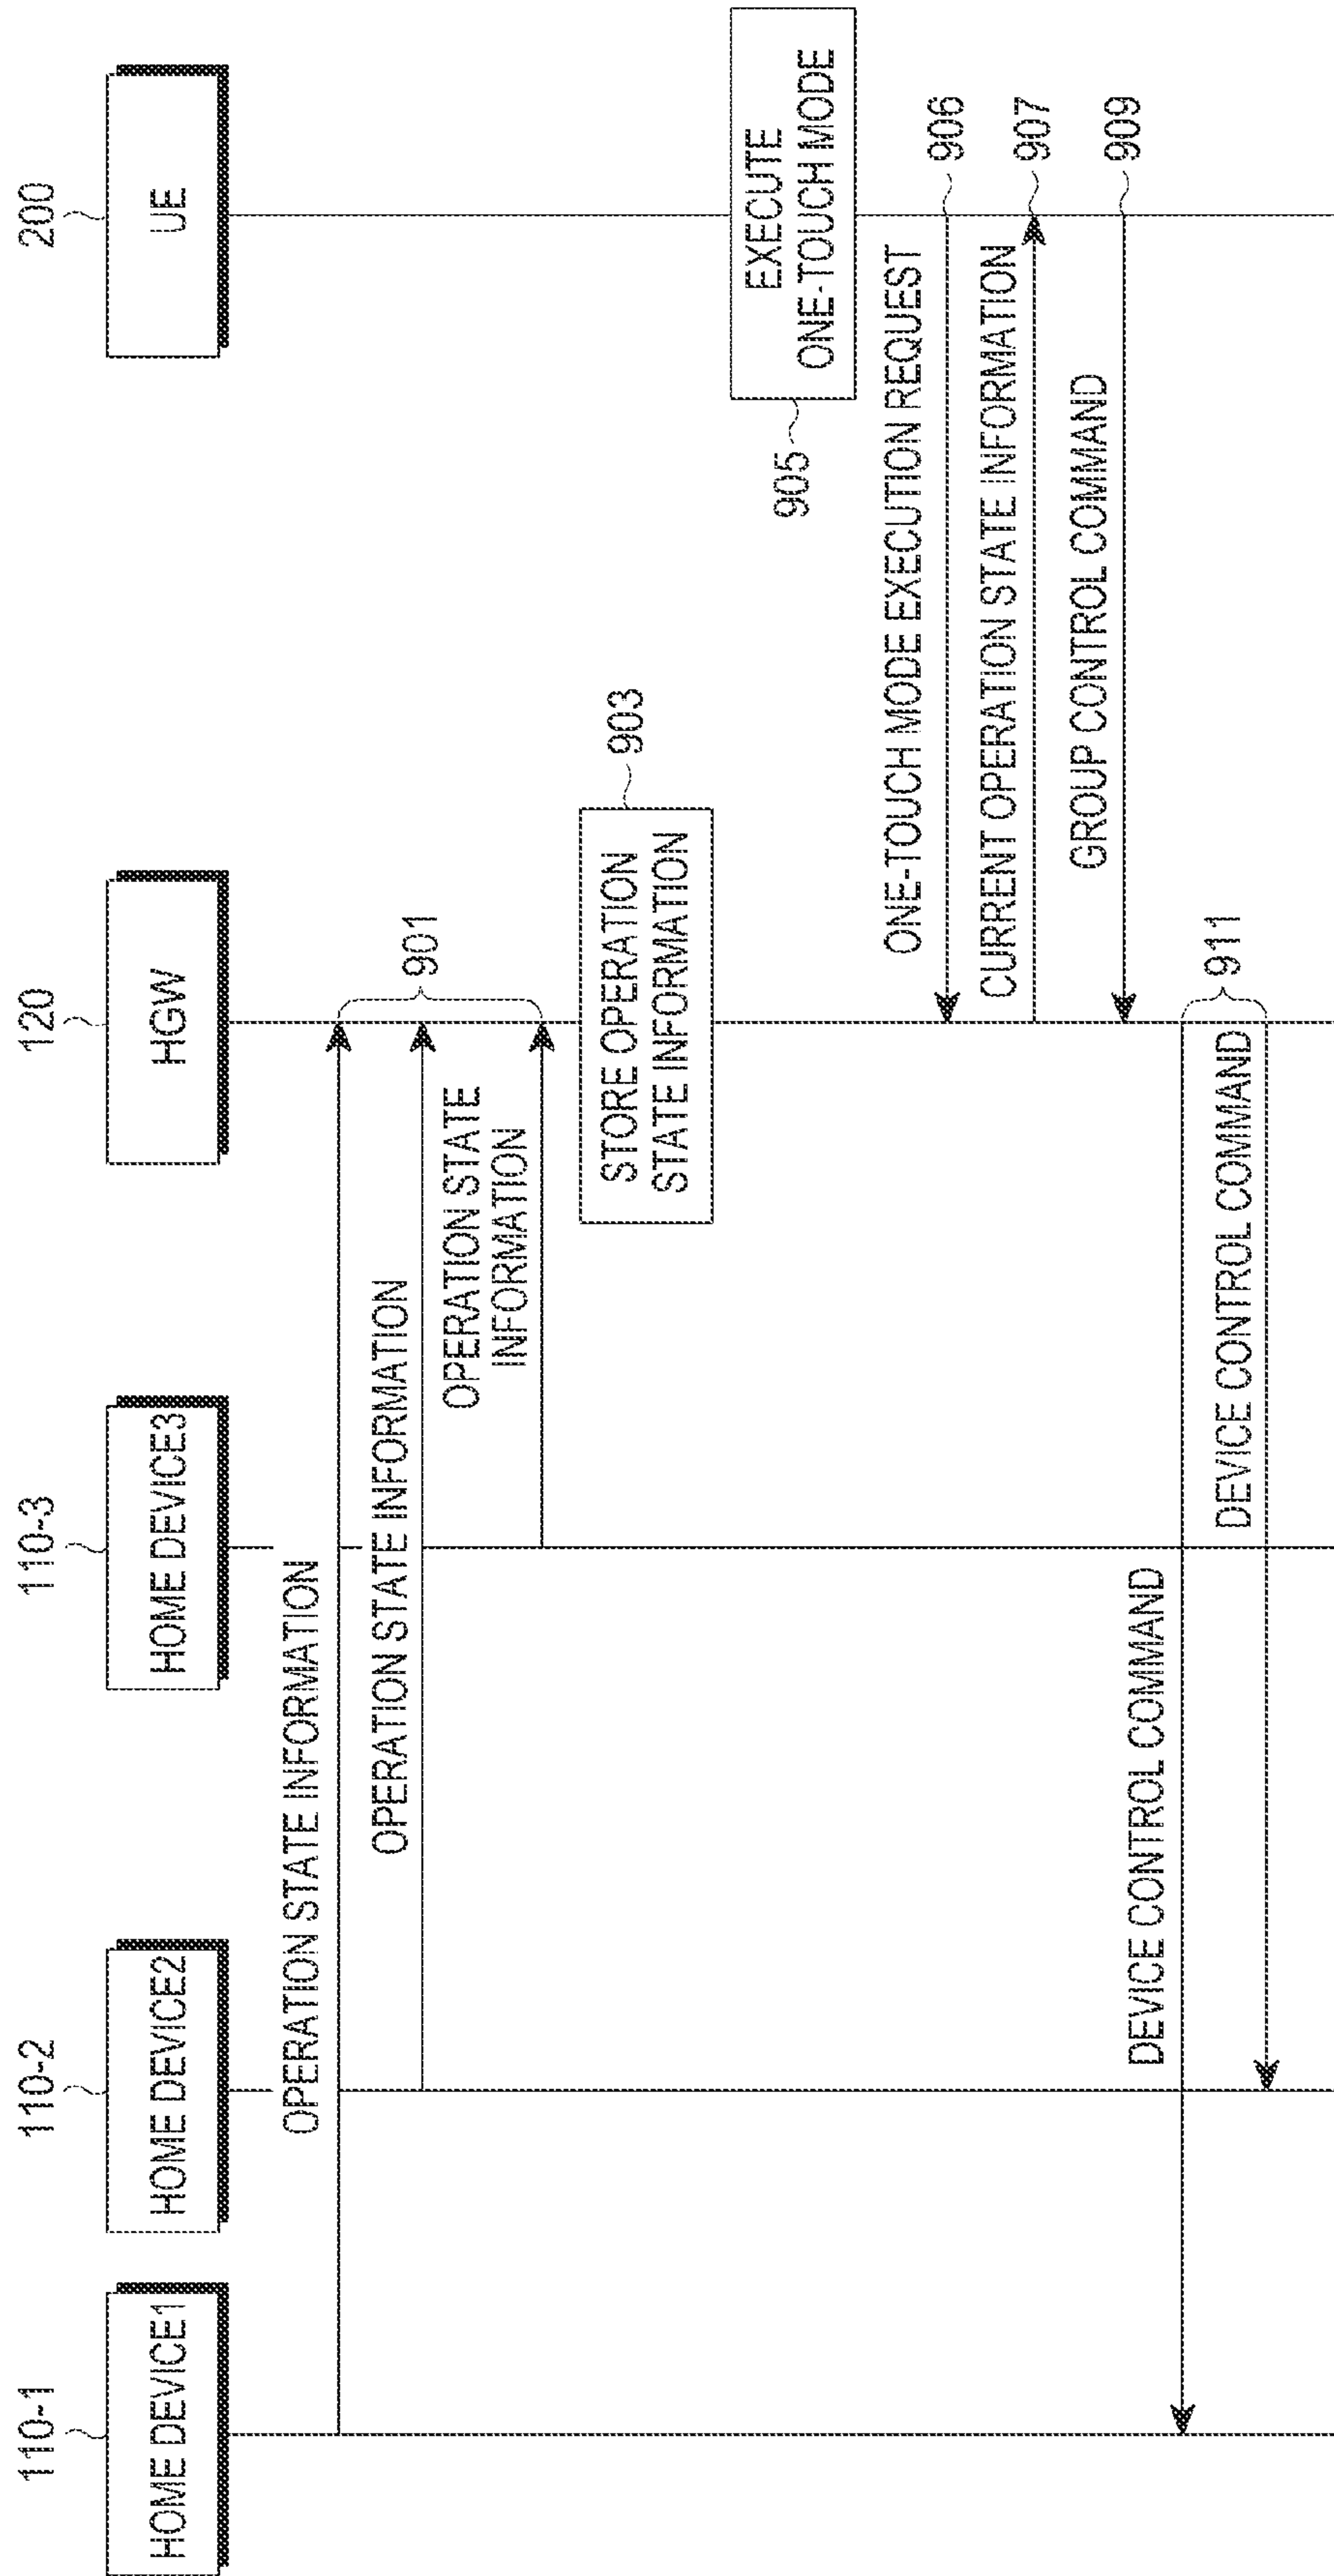 110-1
110-2
110-3
120
200
HOME DEVICE1
HOME DEVICE2
HOME DEVICE3
HGW
UE
OPERATION STATE INFORMATION
OPERATION STATE INFORMATION
901
OPERATION STATE
INFORMATION
STORE OPERATION
STATE INFORMATION
903
905
EXECUTE
ONE-TOUCH MODE
ONE-TOUCH MODE EXECUTION REQUEST
906
CURRENT OPERATION STATE INFORMATION
907
GROUP CONTROL COMMAND
909
DEVICE CONTROL COMMAND
911
DEVICE CONTROL COMMAND